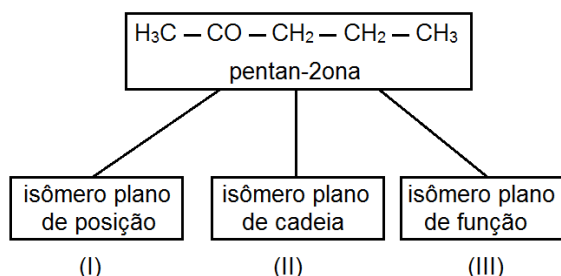 H₃C – CO – CH₂ – CH₂ – CH₃
pentan-2ona
isômero plano
de posição
isômero plano
de cadeia
isômero plano
de função
(I)
(II)
(III)